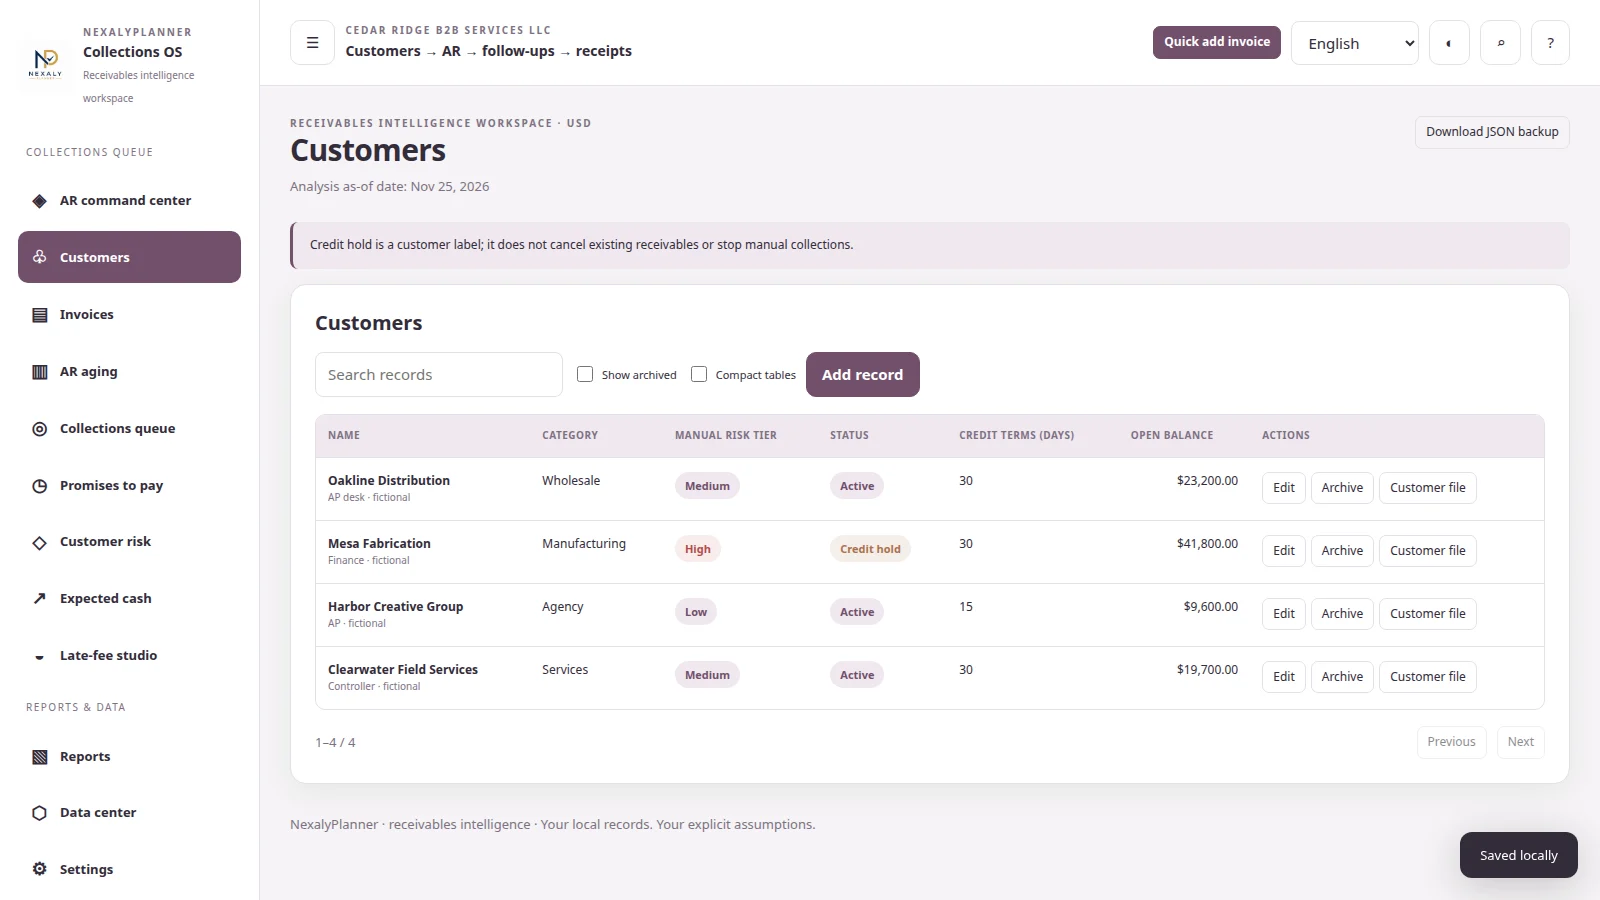 NEXALY
NEXALYPLANNER
Collections OS
Receivables intelligence
workspace
COLLECTIONS QUEUE
AR command center
Customers
Invoices
AR aging
Collections queue
Promises to pay
Customer risk
Expected cash
Late-fee studio
REPORTS & DATA
Reports
Data center
Settings
CEDAR RIDGE B2B SERVICES LLC
Customers → AR → follow-ups → receipts
Quick add invoice
English
?
RECEIVABLES INTELLIGENCE WORKSPACE · USD
Customers
Analysis as-of date: Nov 25, 2026
Download JSON backup
Credit hold is a customer label; it does not cancel existing receivables or stop manual collections.
Customers
Search records
Show archived
Compact tables
Add record
NAME CATEGORY MANUAL RISK TIER STATUS CREDIT TERMS (DAYS) OPEN BALANCE ACTIONS
Oakline Distribution Wholesale Medium Active 30 $23,200.00 Edit Archive Customer file
AP desk · fictional
Mesa Fabrication Manufacturing High Credit hold 30 $41,800.00 Edit Archive Customer file
Finance · fictional
Harbor Creative Group Agency Low Active 15 $9,600.00 Edit Archive Customer file
AP · fictional
Clearwater Field Services Services Medium Active 30 $19,700.00 Edit Archive Customer file
Controller · fictional
1–4 / 4
Previous
Next
NexalyPlanner · receivables intelligence · Your local records. Your explicit assumptions.
Saved locally